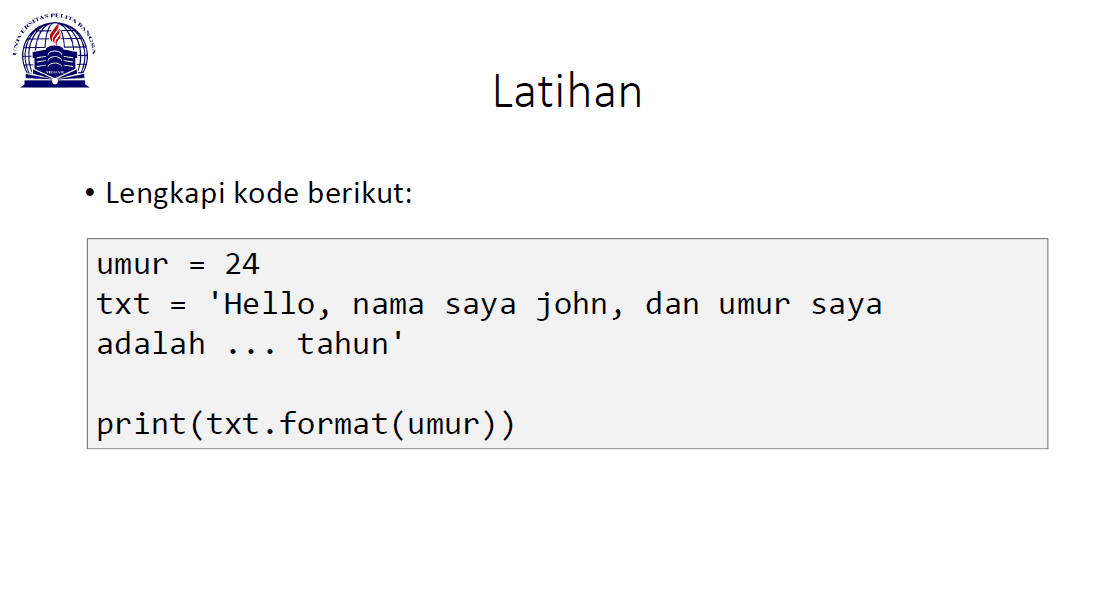 UNIVERSITAS PELITA BANGSA
Latihan
• Lengkapi kode berikut:
umur = 24
txt = 'Hello, nama saya john, dan umur saya
adalah ... tahun'
print(txt.format(umur))